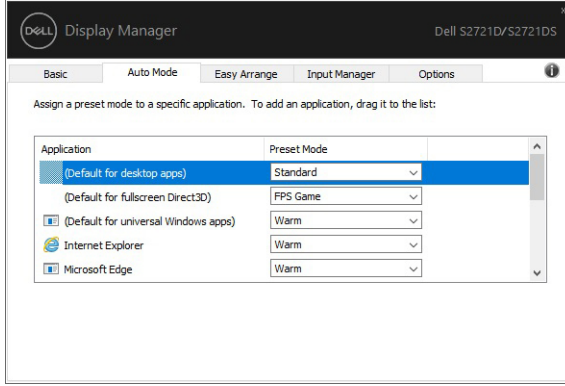 DELL Display Manager Dell S2721D/S2721DS
Basic Auto Mode Easy Arrange Input Manager Options
Assign a preset mode to a specific application. To add an application, drag it to the list:
Application Preset Mode
(Default for desktop apps) Standard
(Default for fullscreen Direct3D) FPS Game
(Default for universal Windows apps) Warm
Internet Explorer Warm
Microsoft Edge Warm